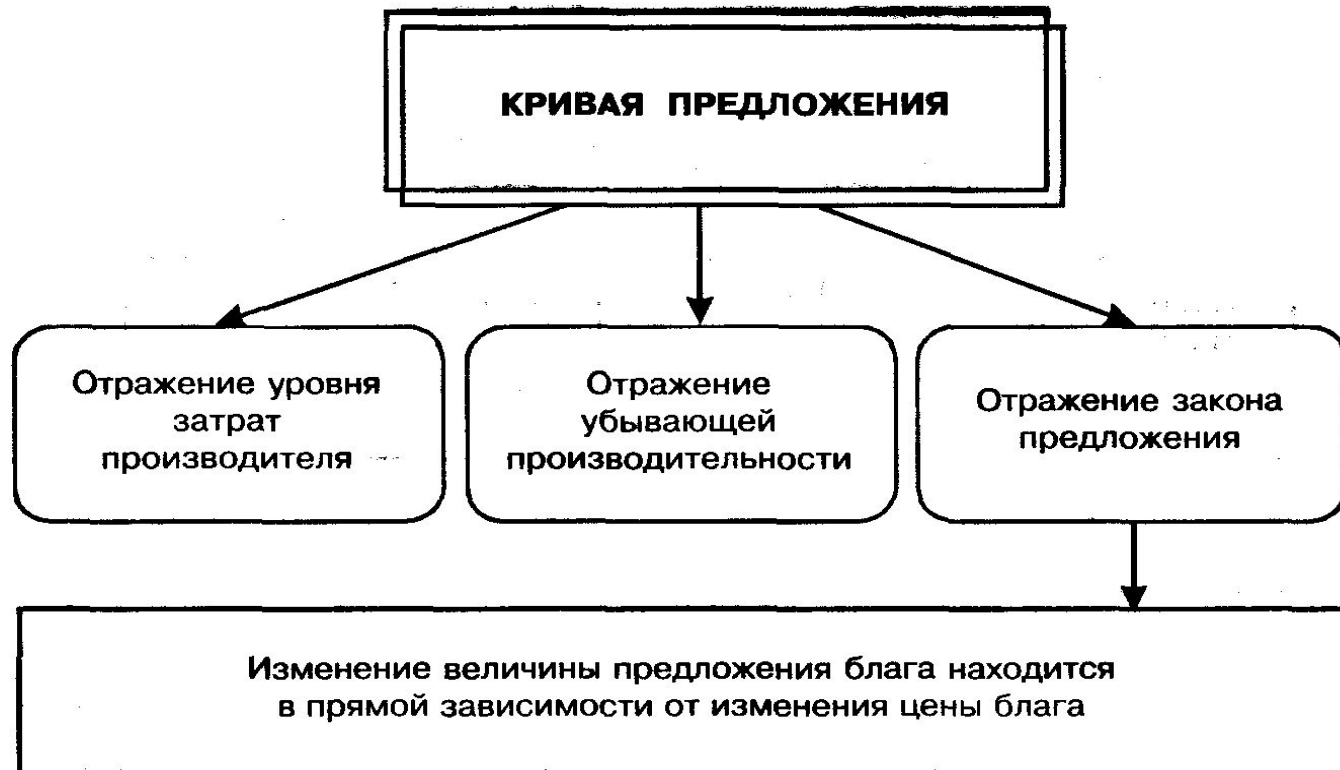 КРИВАЯ ПРЕДЛОЖЕНИЯ
Отражение уровня
затрат
производителя
Отражение
убывающей
производительности
Отражение закона
предложения
Изменение величины предложения блага находится
в прямой зависимости от изменения цены блага